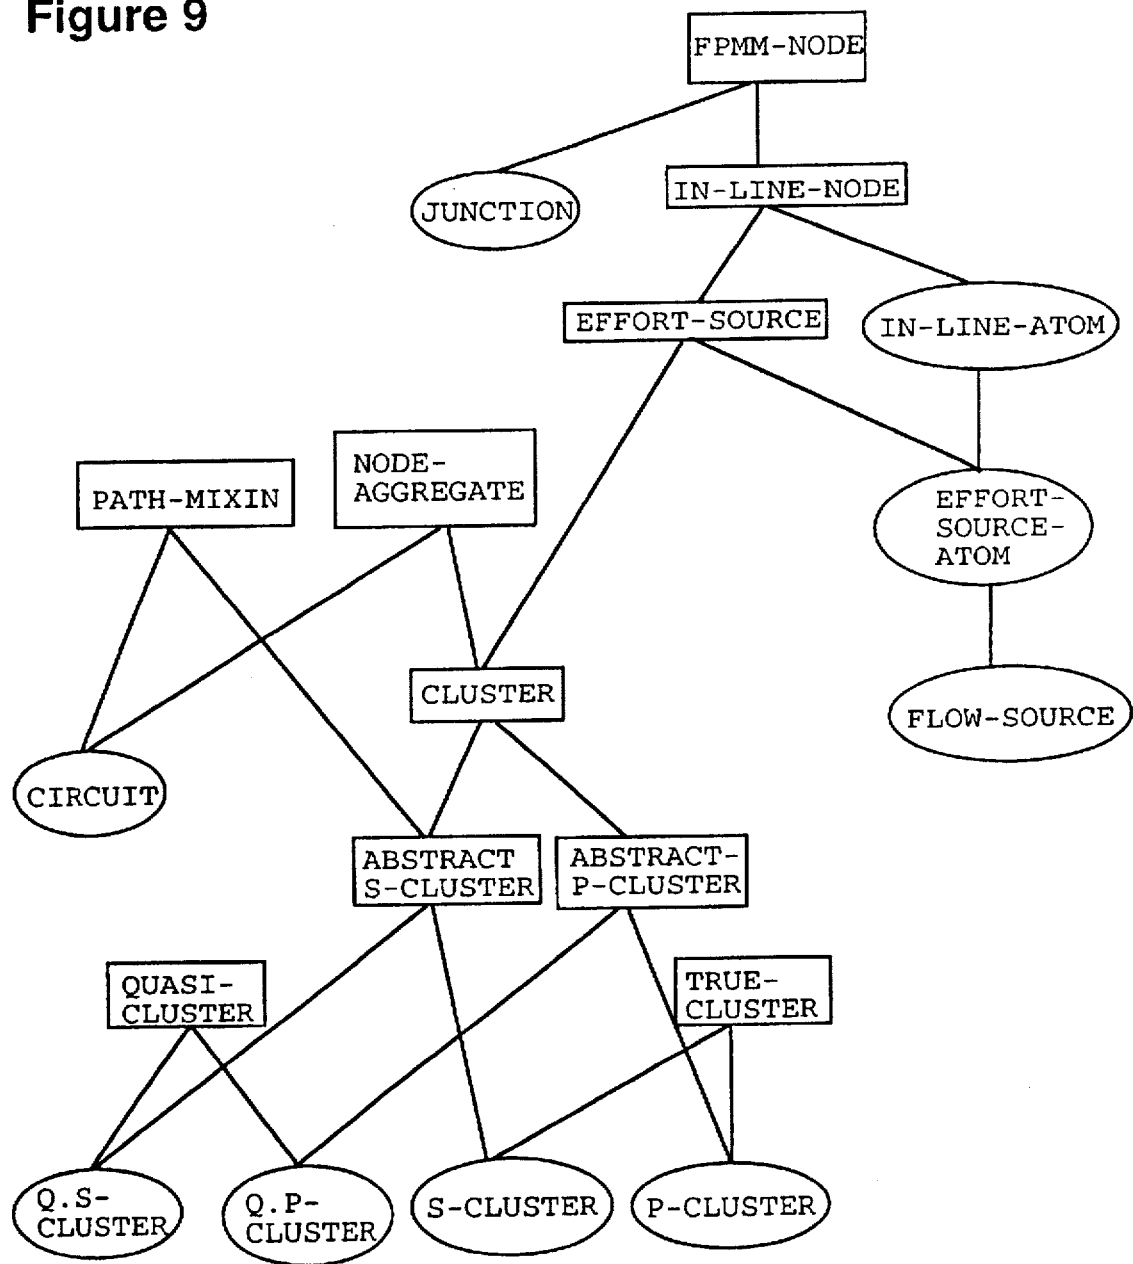 Figure 9
FPMM-NODE
JUNCTION
IN-LINE-NODE
EFFORT-SOURCE
IN-LINE-ATOM
PATH-MIXIN
NODE-
AGGREGATE
EFFORT-
SOURCE-
ATOM
CLUSTER
FLOW-SOURCE
CIRCUIT
ABSTRACT
S-CLUSTER
ABSTRACT-
P-CLUSTER
QUASI-
CLUSTER
TRUE-
CLUSTER
Q.S-
CLUSTER
Q.P-
CLUSTER
S-CLUSTER
P-CLUSTER